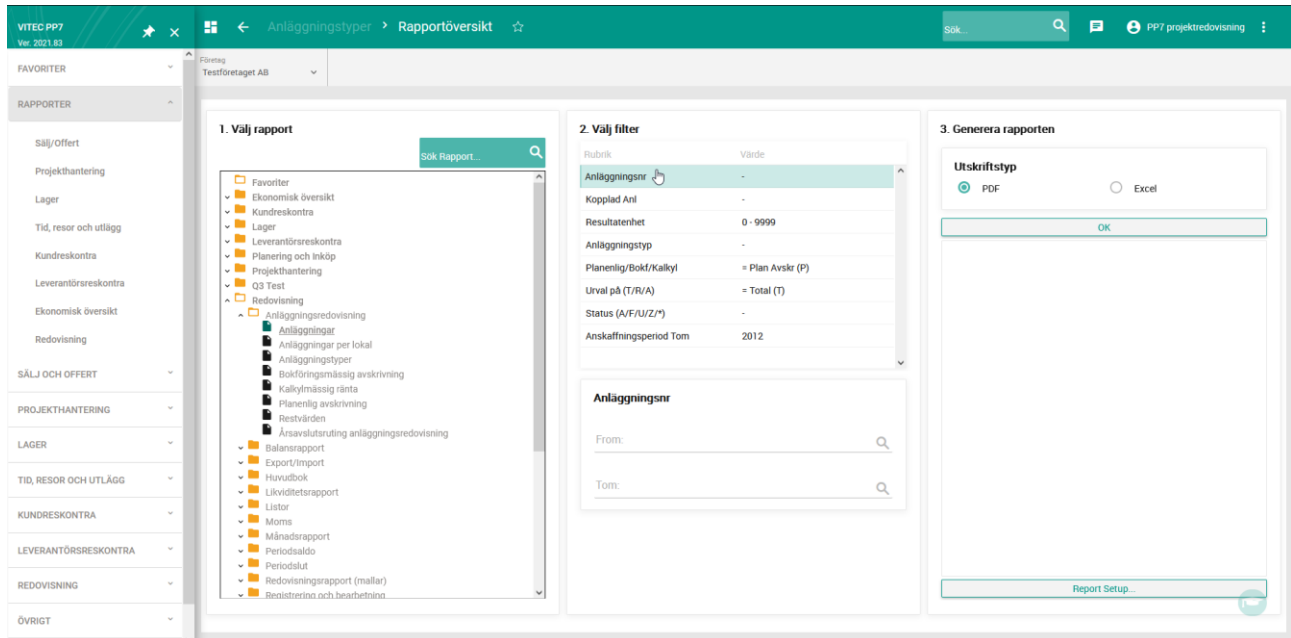 VITEC PP7
Ver. 2021.83
Anläggningstyper > Rapportöversikt
Sök...
PP7 projektredovisning
FAVORITER
RAPPORTER
Sälj/Offert
Projekthantering
Lager
Tid, resor och utlägg
Kundreskontra
Leverantörsreskontra
Ekonomisk översikt
Redovisning
SÄLJ OCH OFFERT
PROJEKTHANTERING
LAGER
TID, RESOR OCH UTLÄGG
KUNDRESKONTRA
LEVERANTÖRSRESKONTRA
REDOVISNING
ÖVRIGT
Företag
Testföretaget AB
1. Välj rapport
Sök Rapport...
Favoriter
Ekonomisk översikt
Kundreskontra
Lager
Leverantörsreskontra
Planering och Inköp
Projekthantering
Q3 Test
Redovisning
Anläggningsredovisning
Anläggningar
Anläggningar per lokal
Anläggningstyper
Bokföringsmässig avskrivning
Kalkylmässig ränta
Planenlig avskrivning
Restvärden
Årsavslutsruting anläggningsredovisning
Balansrapport
Export/Import
Huvudbok
Likviditetsrapport
Listor
Moms
Månadsrapport
Periodsaldo
Periodslut
Redovisningsrapport (mallar)
Registrering och bearbetning
2. Välj filter
Rubrik Värde
Anläggningsnr -
Kopplad Anl -
Resultatenhet 0 - 9999
Anläggningstyp -
Planenlig/Bokf/Kalkyl = Plan Avskr (P)
Urval på (T/R/A) = Total (T)
Status (A/F/U/Z/*) -
Anskaffningsperiod Tom 2012
Anläggningsnr
From:
Tom:
3. Generera rapporten
Utskriftstyp
PDF Excel
OK
Report Setup...